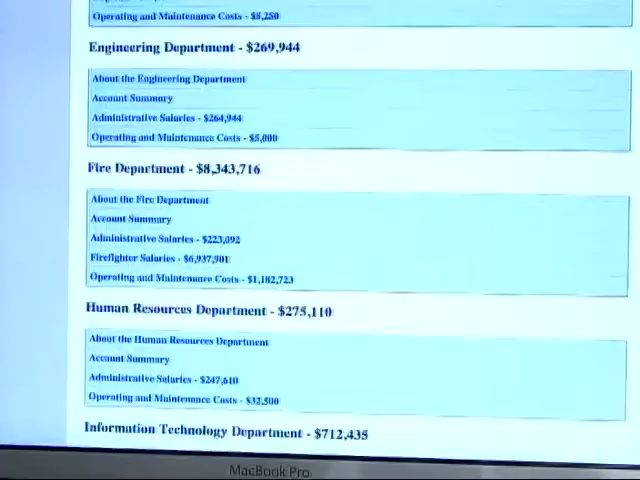 Operating and Maintenance Costs - $5,250
Engineering Department - $269,944
About the Engineering Department
Account Summary
Administrative Salaries - $264,944
Operating and Maintenance Costs - $5,000
Fire Department - $8,343,716
About the Fire Department
Account Summary
Administrative Salaries - $223,092
Firefighter Salaries - $6,937,901
Operating and Maintenance Costs - $1,182,723
Human Resources Department - $275,110
About the Human Resources Department
Account Summary
Administrative Salaries - $247,610
Operating and Maintenance Costs - $32,500
Information Technology Department - $712,435
MacBook Pro